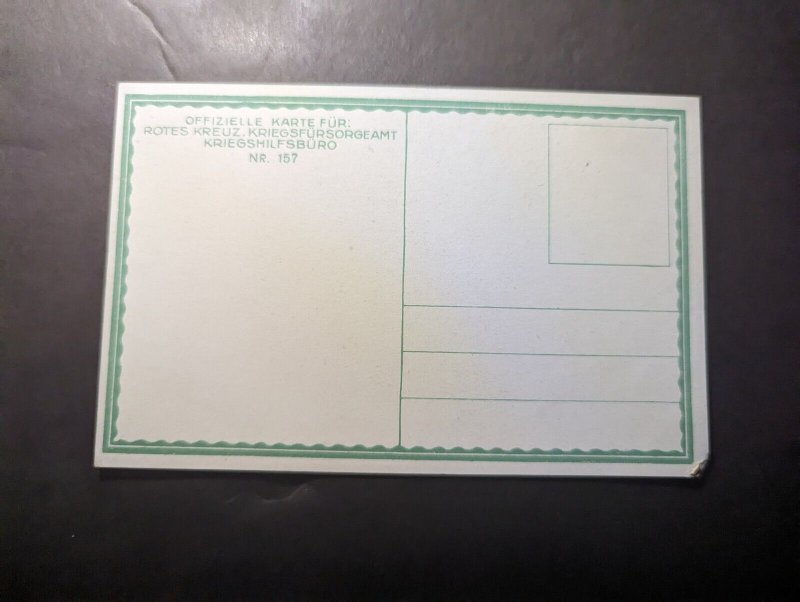 OFFIZIELLE KARTE FÜR:
ROTES KREUZ, KRIEGSFÜRSORGEAMT
KRIEGSHILFSBÜRO
NR. 157